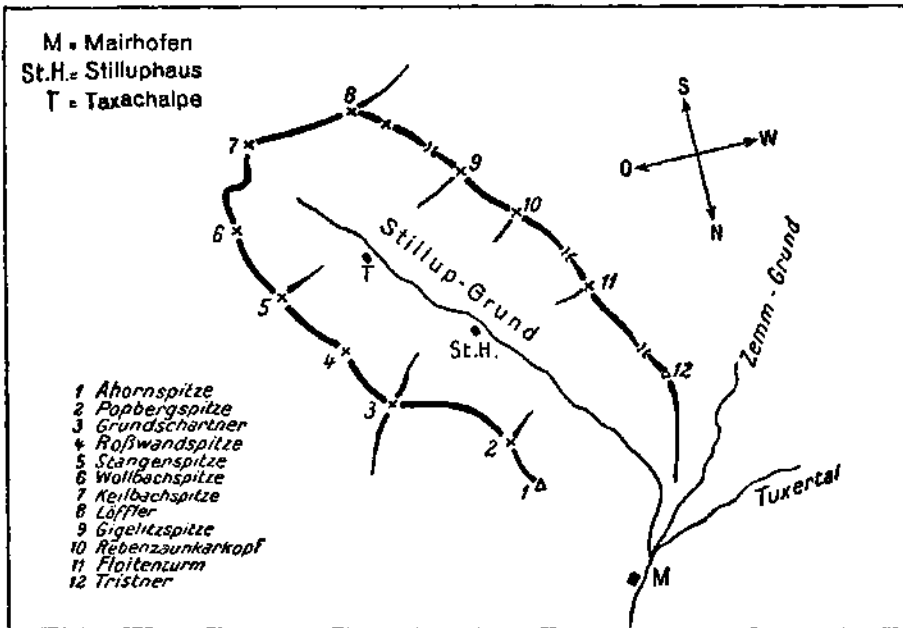 M = Mairhofen
St.H. = Stilluphaus
T = Taxachalpe
S
O
W
N
8
7
9
10
6
11
5
12
4
3
2
1
T
St.H.
Stillup-Grund
Zemm-Grund
Tuxertal
M
1 Ahornspitze
2 Popbergspitze
3 Grundschartner
4 Roßwandspitze
5 Stangenspitze
6 Wollbachspitze
7 Keilbachspitze
8 Löffler
9 Gigelitzspitze
10 Rebenzaunkarkopf
11 Floitenturm
12 Tristner